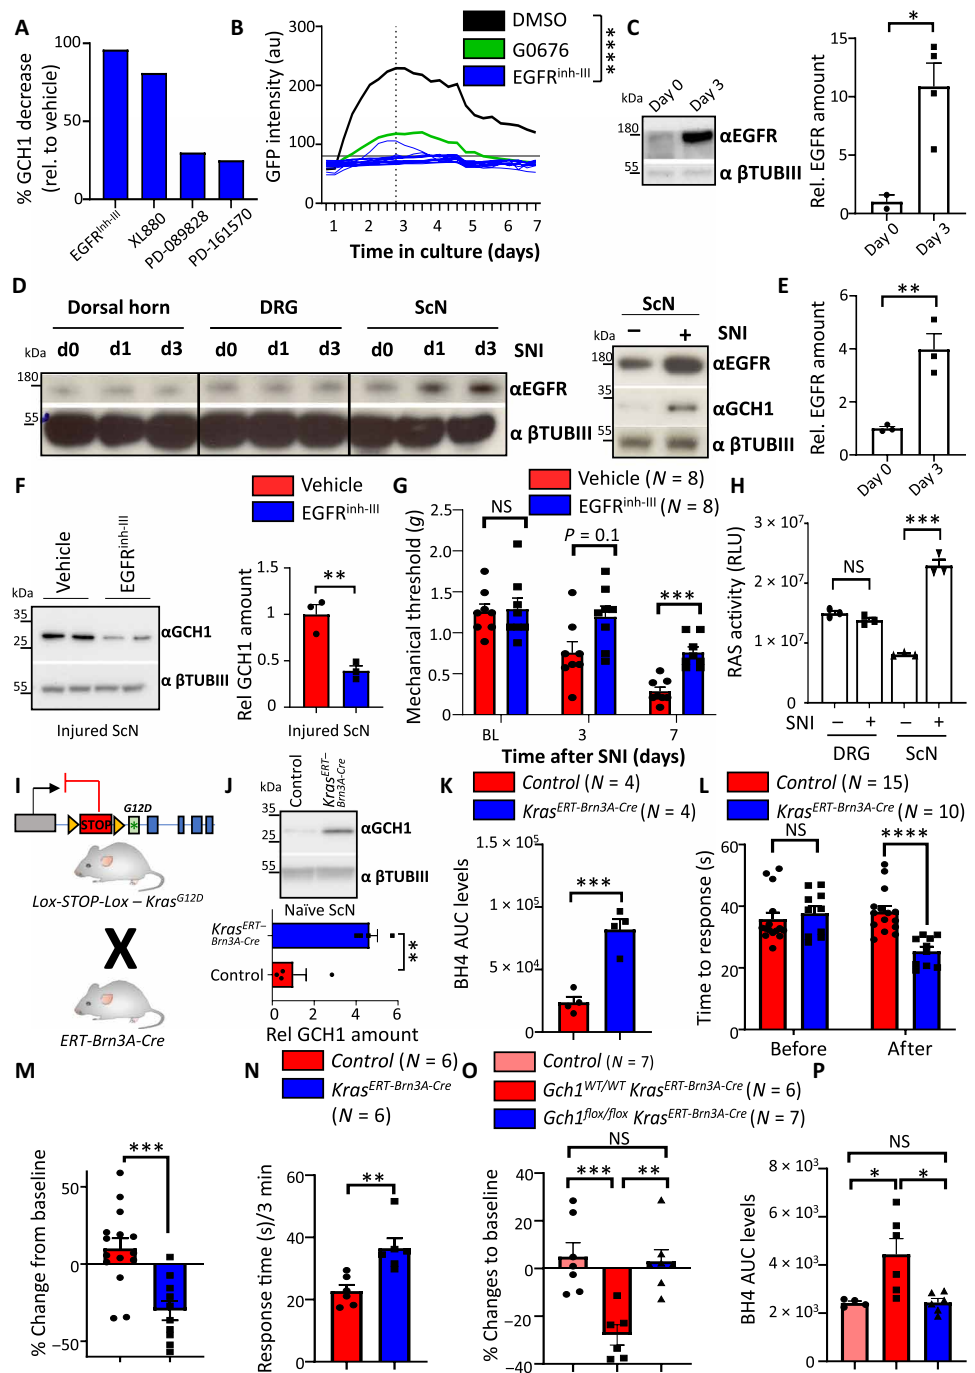 A
100
50
0
% GCH1 decrease
(rel. to vehicle)
EGFRInh-III
XL880
PD-089828
PD-161570
B
DMSO
G0676
EGFRinh-III
****
300
200
100
0
GFP intensity (au)
1 2 3 4 5 6 7
Time in culture (days)
C
kDa
Day 0
Day 3
180
55
αEGFR
α βTUBIII
*
15
10
5
0
Rel. EGFR amount
Day 0
Day 3
D
Dorsal horn DRG ScN
kDa
d0 d1 d3 d0 d1 d3 d0 d1 d3 SNI
180
55
αEGFR
α βTUBIII
ScN
kDa
– + SNI
180
35
55
αEGFR
αGCH1
α βTUBIII
E
**
6
4
2
0
Rel. EGFR amount
Day 0
Day 3
F
Vehicle
EGFRinh-III
Vehicle
EGFRinh-III
kDa
35
25
55
αGCH1
α βTUBIII
Injured ScN
1.5
1
0.5
0
Rel GCH1 amount
**
Injured ScN
G
Vehicle (N = 8)
EGFRinh-III (N = 8)
2.5
2.0
1.5
1.0
0.5
0
Mechanical threshold (g)
NS
P = 0.1
***
BL 3 7
Time after SNI (days)
H
3 × 10⁷
2 × 10⁷
1 × 10⁷
0
RAS activity (RLU)
NS
***
SNI – + – +
DRG ScN
I
STOP
G12D
*
Lox-STOP-Lox – KrasG12D
X
ERT-Brn3A-Cre
J
Control
KrasERT–
Brn3A-Cre
kDa
35
25
55
αGCH1
α βTUBIII
Naïve ScN
KrasERT–
Brn3A-Cre
Control
**
0 2 4 6
Rel GCH1 amount
K
Control (N = 4)
KrasERT-Brn3A-Cre (N = 4)
1.5 × 10⁵
1 × 10⁵
5 × 10⁴
0
BH4 AUC levels
***
L
Control (N = 15)
KrasERT-Brn3A-Cre (N = 10)
NS
****
60
40
20
0
Time to response (s)
Before After
M
***
50
0
−50
% Change from baseline
N
Control (N = 6)
KrasERT-Brn3A-Cre
(N = 6)
**
60
40
20
0
Response time (s)/3 min
O
Control (N = 7)
Gch1WT/WT KrasERT-Brn3A-Cre (N = 6)
Gch1flox/flox KrasERT-Brn3A-Cre (N = 7)
NS
***
**
40
20
0
−20
−40
% Changes to baseline
P
NS
*
*
8 × 10³
6 × 10³
4 × 10³
2 × 10³
0
BH4 AUC levels